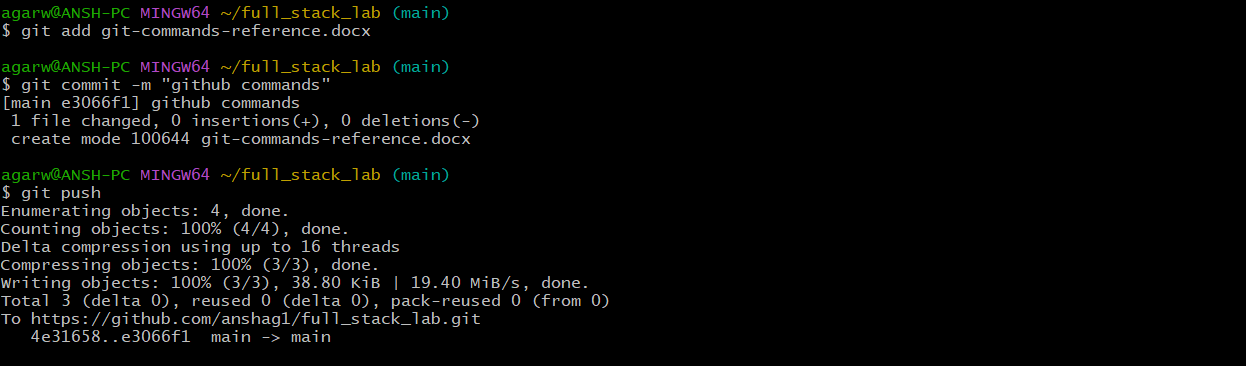 agarw@ANSH-PC MINGW64 ~/full_stack_lab (main)
$ git add git-commands-reference.docx
agarw@ANSH-PC MINGW64 ~/full_stack_lab (main)
$ git commit -m "github commands"
[main e3066f1] github commands
 1 file changed, 0 insertions(+), 0 deletions(-)
 create mode 100644 git-commands-reference.docx
agarw@ANSH-PC MINGW64 ~/full_stack_lab (main)
$ git push
Enumerating objects: 4, done.
Counting objects: 100% (4/4), done.
Delta compression using up to 16 threads
Compressing objects: 100% (3/3), done.
Writing objects: 100% (3/3), 38.80 KiB | 19.40 MiB/s, done.
Total 3 (delta 0), reused 0 (delta 0), pack-reused 0 (from 0)
To https://github.com/anshag1/full_stack_lab.git
   4e31658..e3066f1  main -> main